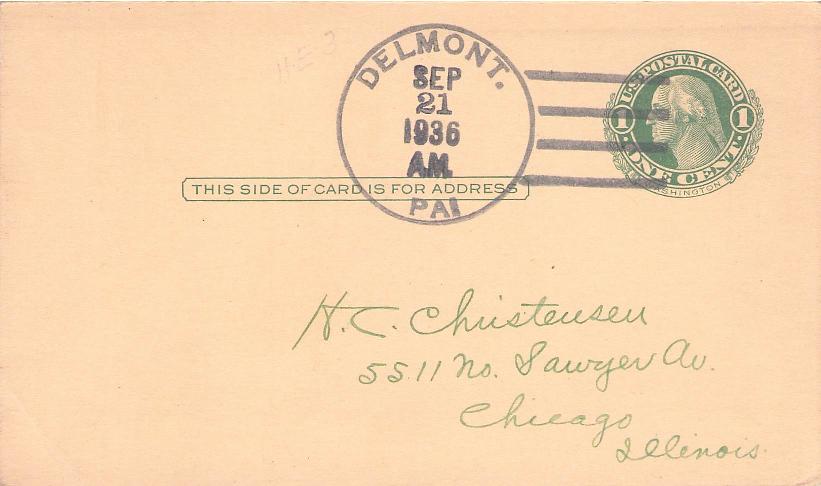 H-E 3
DELMONT.
SEP
21
1936
A.M.
PA
U.S. POSTAL CARD
1 1
ONE CENT
WASHINGTON
THIS SIDE OF CARD IS FOR ADDRESS
H. C. Christensen
5511 No. Sawyer Av.
Chicago
Illinois